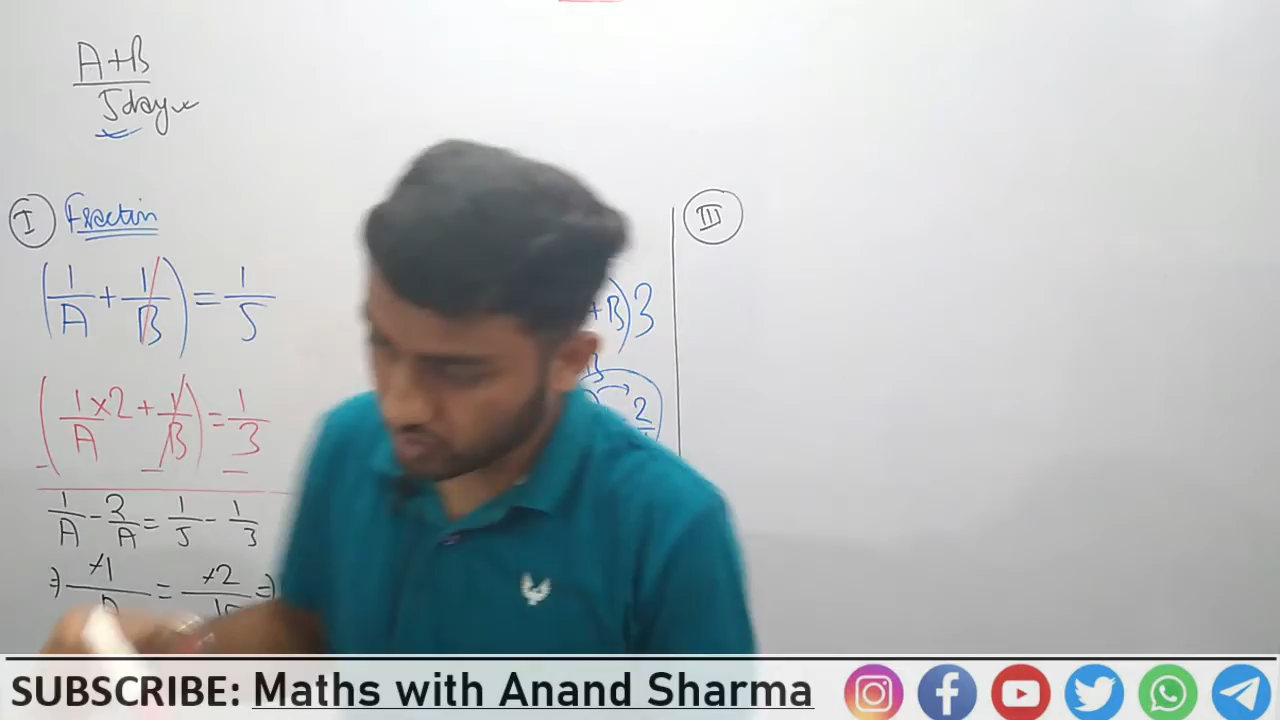 A+B
5 days
I Fraction
(1/A + 1/B) = 1/5
(1/A ×2 + 1/B) = 1/3
1/A - 2/A = 1/5 - 1/3
⇒ -1/A = -2/15 ⇒
+B)3
B
2
III
SUBSCRIBE: Maths with Anand Sharma